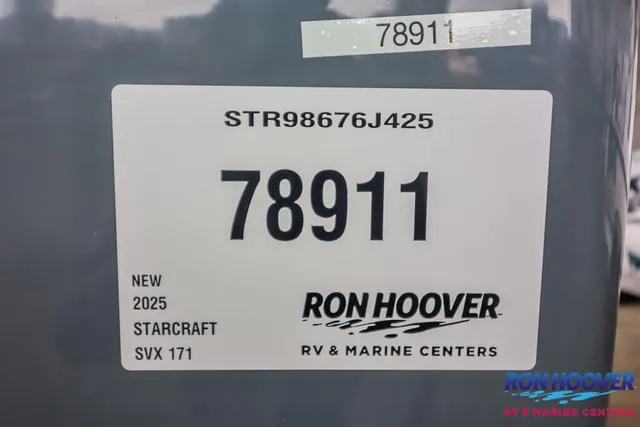 78911
STR98676J425
78911
NEW
2025
STARCRAFT
SVX 171
RON HOOVER
RV & MARINE CENTERS
RON HOOVER
RV & MARINE CENTERS